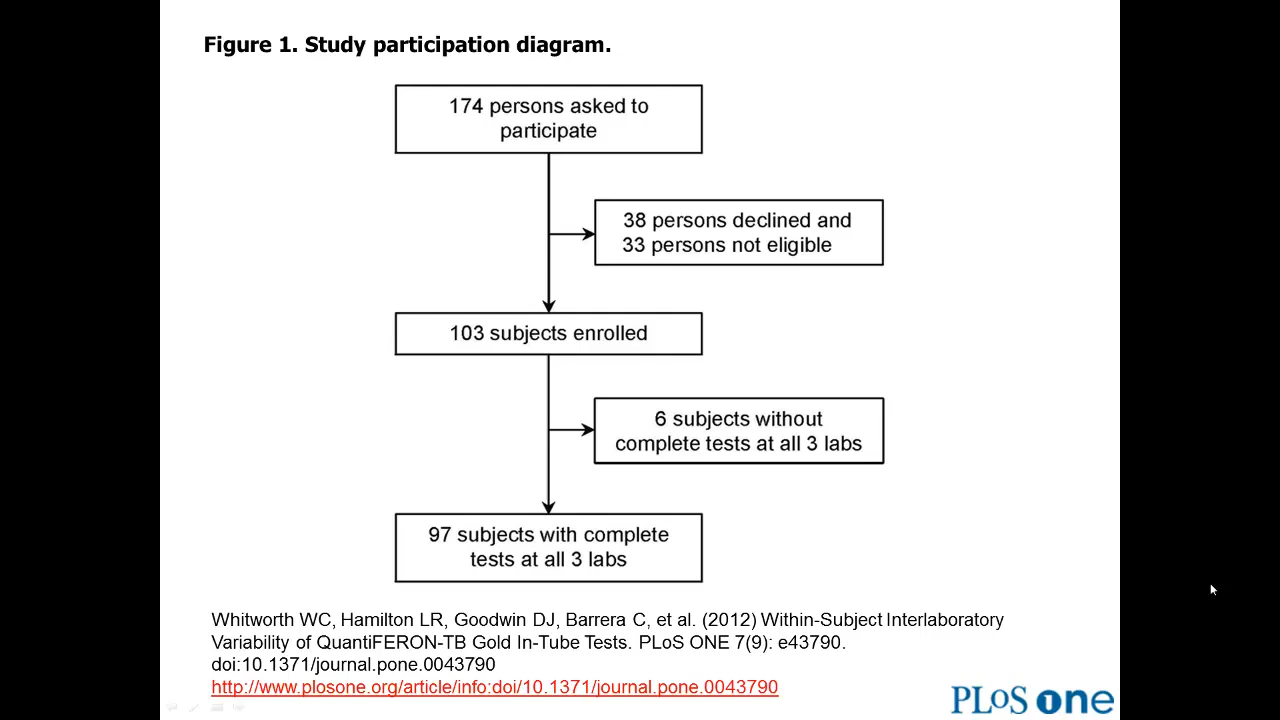 Figure 1. Study participation diagram.
174 persons asked to
participate
38 persons declined and
33 persons not eligible
103 subjects enrolled
6 subjects without
complete tests at all 3 labs
97 subjects with complete
tests at all 3 labs
Whitworth WC, Hamilton LR, Goodwin DJ, Barrera C, et al. (2012) Within-Subject Interlaboratory
Variability of QuantiFERON-TB Gold In-Tube Tests. PLoS ONE 7(9): e43790.
doi:10.1371/journal.pone.0043790
http://www.plosone.org/article/info:doi/10.1371/journal.pone.0043790
PLoS one